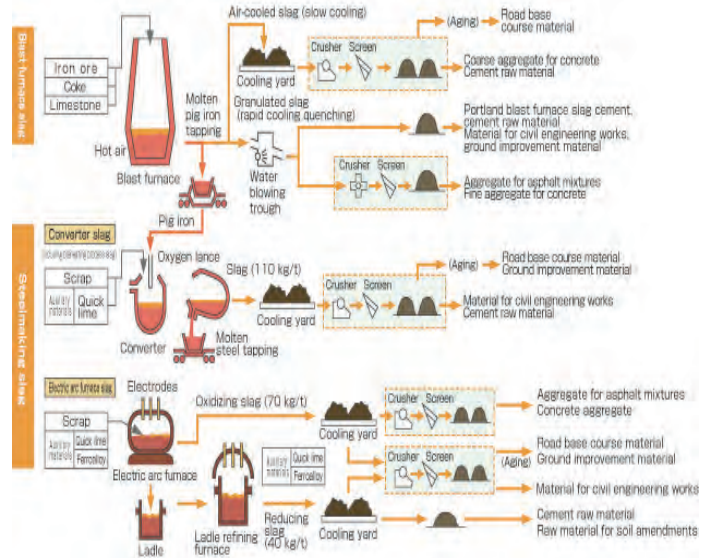 Blast furnace slag
Iron ore
Coke
Limestone
Hot air
Blast furnace
Molten
pig iron
tapping
Pig iron
Air-cooled slag (slow cooling)
Cooling yard
Granulated slag
(rapid cooling quenching)
Water
blowing
trough
Crusher Screen
(Aging)
Road base
course material
Coarse aggregate for concrete
Cement raw material
Portland blast furnace slag cement,
cement raw material
Material for civil engineering works,
ground improvement material
Crusher Screen
Aggregate for asphalt mixtures
Fine aggregate for concrete
Steelmaking slag
Converter slag
Scrap
Auxiliary
materials
Quick
lime
Oxygen lance
Converter
Slag (110 kg/t)
Molten
steel tapping
Cooling yard
Crusher Screen
(Aging)
Road base course material
Ground improvement material
Material for civil engineering works
Cement raw material
Electric arc furnace slag
Scrap
Auxiliary
materials
Quick lime
Ferroalloy
Electrodes
Electric arc furnace
Oxidizing slag (70 kg/t)
Cooling yard
Crusher Screen
Aggregate for asphalt mixtures
Concrete aggregate
Ladle
Ladle refining
furnace
Auxiliary
materials
Quick lime
Ferroalloy
Reducing
slag
(40 kg/t)
Cooling yard
Crusher Screen
(Aging)
Road base course material
Ground improvement material
Material for civil engineering works
Cement raw material
Raw material for soil amendments